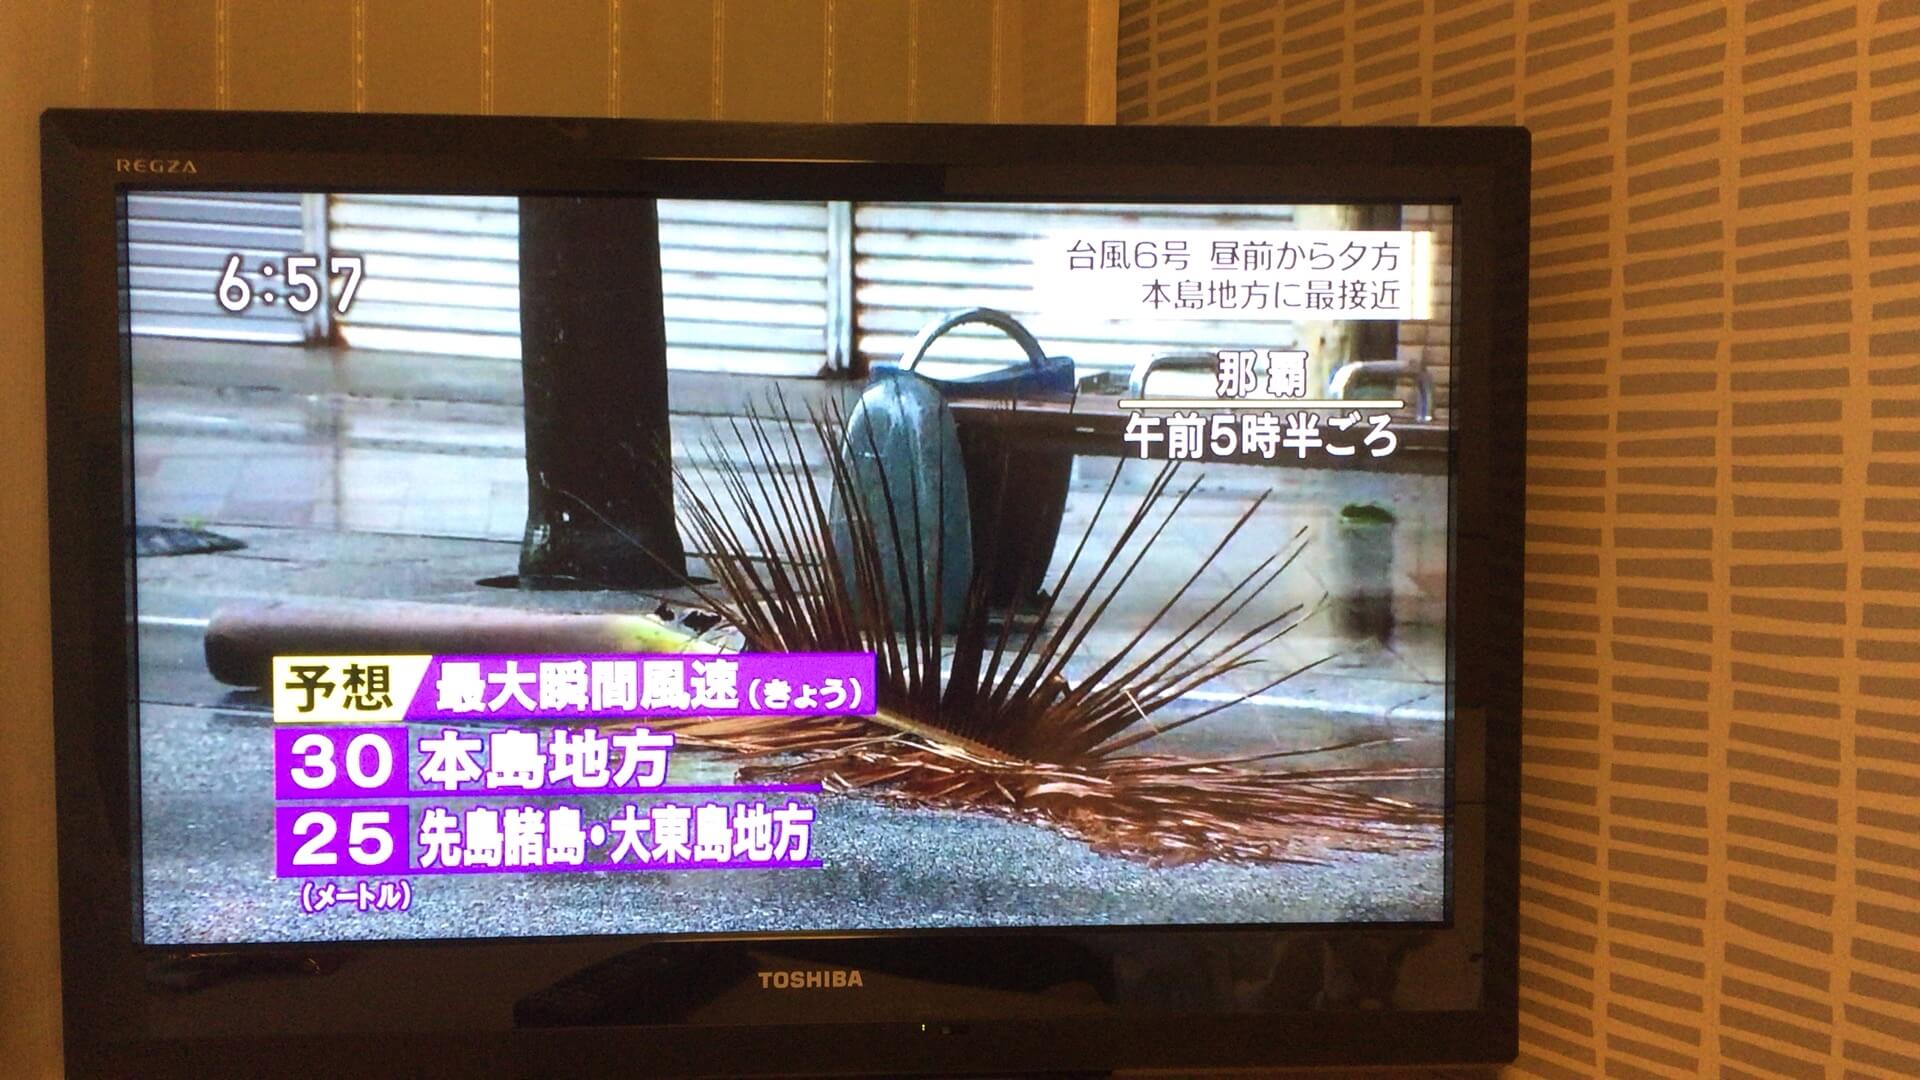 REGZA
6:57
台風6号 昼前から夕方
本島地方に最接近
那覇
午前5時半ごろ
予想 最大瞬間風速(きょう)
30 本島地方
25 先島諸島・大東島地方
(メートル)
TOSHIBA